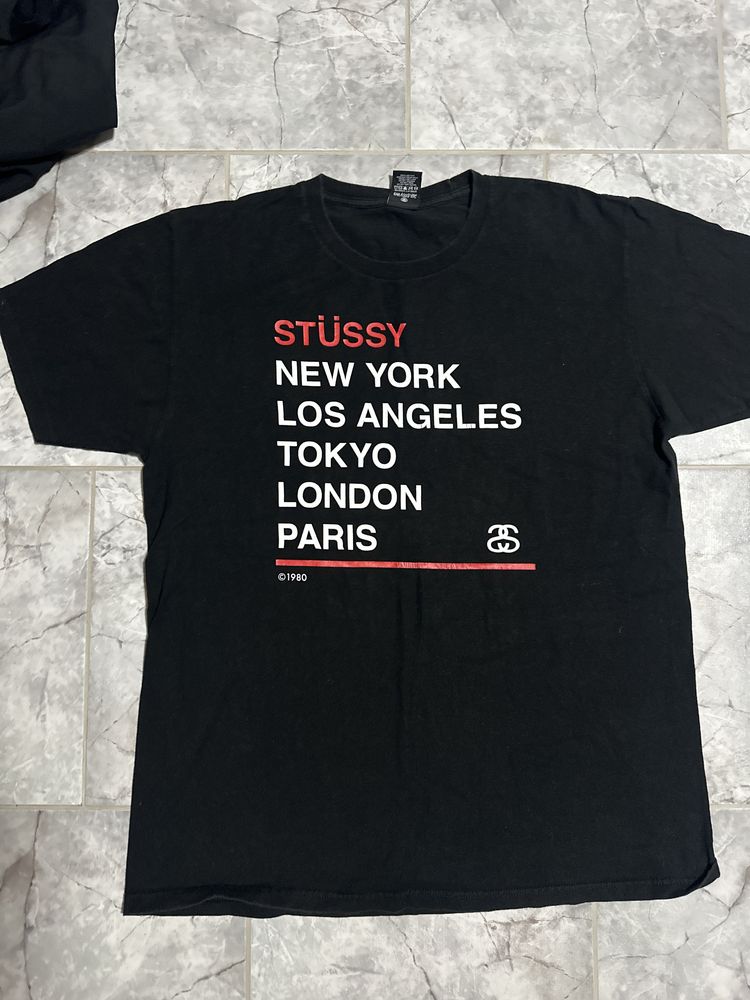 STÜSSY
NEW YORK
LOS ANGELES
TOKYO
LONDON
PARIS
©1980